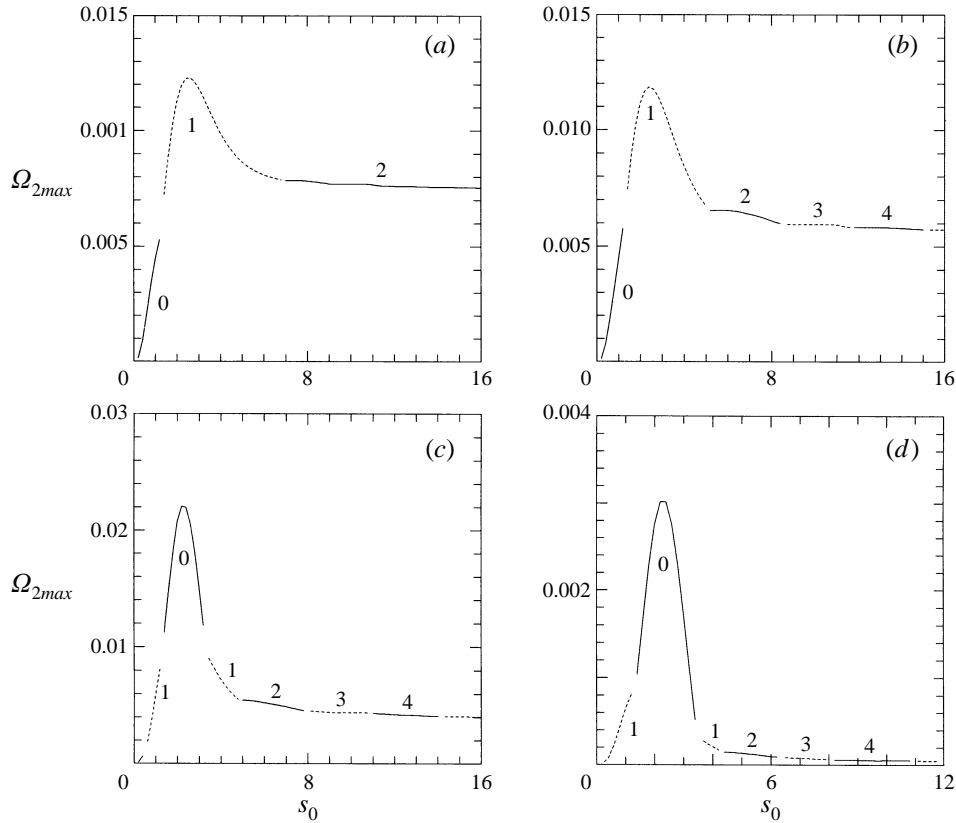 0.015 0.015
(a) (b)
1 1
0.001 0.010
2
Ω2max
2 3 4
0.005 0.005
0 0
0 8 16 0 8 16
0.03 0.004
(c) (d)
0.02
0 0
Ω2max 0.002
0.01
1 1 2 3 4 1 1 2 3 4
0 8 16 0 6 12
s0 s0